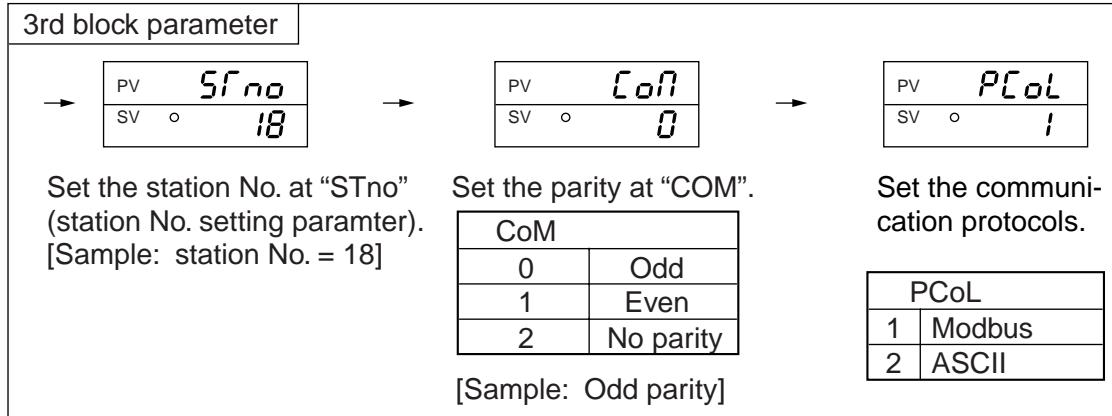 3rd block parameter
PV STno
SV 18
Set the station No. at “STno”
(station No. setting paramter).
[Sample: station No. = 18]
PV CoM
SV 0
Set the parity at “COM”.
CoM
0 Odd
1 Even
2 No parity
[Sample: Odd parity]
PV PCoL
SV 1
Set the communi-
cation protocols.
PCoL
1 Modbus
2 ASCII